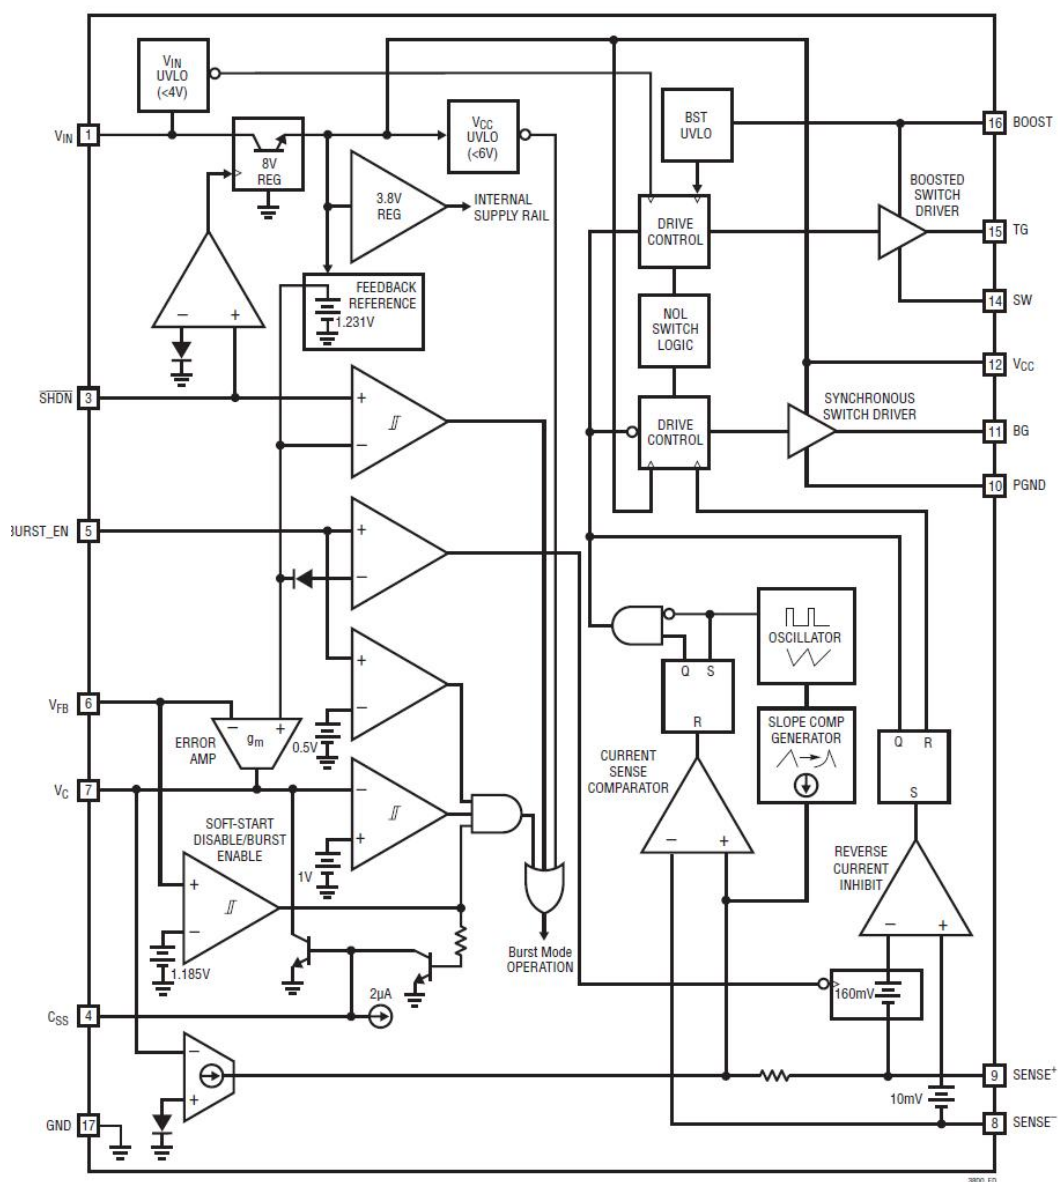 VIN
UVLO
(<4V)
VIN
1
8V
REG
VCC
UVLO
(<6V)
3.8V
REG
INTERNAL
SUPPLY RAIL
FEEDBACK
REFERENCE
1.231V
BST
UVLO
16
BOOST
BOOSTED
SWITCH
DRIVER
DRIVE
CONTROL
15
TG
NOL
SWITCH
LOGIC
14
SW
12
VCC
SYNCHRONOUS
SWITCH DRIVER
DRIVE
CONTROL
11
BG
10
PGND
− +
SHDN
3
+
−
BURST_EN
5
+
−
+
−
0.5V
VFB
6
− +
gm
ERROR
AMP
VC
7
−
+
1V
SOFT-START
DISABLE/BURST
ENABLE
+
−
1.185V
Burst Mode
OPERATION
2µA
CSS
4
−
+
GND
17
OSCILLATOR
Q S
R
SLOPE COMP
GENERATOR
CURRENT
SENSE
COMPARATOR
− +
Q R
S
REVERSE
CURRENT
INHIBIT
− +
160mV
9
SENSE+
10mV
8
SENSE−